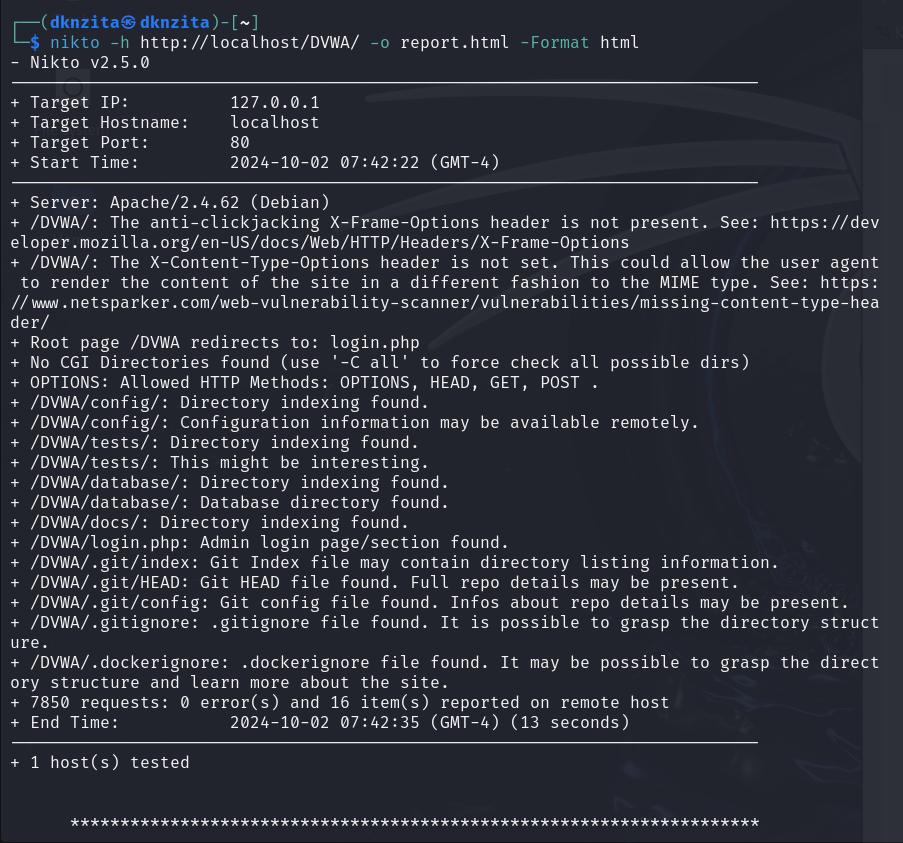 ┌──(dknzita㉿dknzita)-[~]
└─$ nikto -h http://localhost/DVWA/ -o report.html -Format html
- Nikto v2.5.0
---------------------------------------------------------------------------
+ Target IP:          127.0.0.1
+ Target Hostname:    localhost
+ Target Port:        80
+ Start Time:         2024-10-02 07:42:22 (GMT-4)
---------------------------------------------------------------------------
+ Server: Apache/2.4.62 (Debian)
+ /DVWA/: The anti-clickjacking X-Frame-Options header is not present. See: https://dev
eloper.mozilla.org/en-US/docs/Web/HTTP/Headers/X-Frame-Options
+ /DVWA/: The X-Content-Type-Options header is not set. This could allow the user agent
 to render the content of the site in a different fashion to the MIME type. See: https:
//www.netsparker.com/web-vulnerability-scanner/vulnerabilities/missing-content-type-hea
der/
+ Root page /DVWA redirects to: login.php
+ No CGI Directories found (use '-C all' to force check all possible dirs)
+ OPTIONS: Allowed HTTP Methods: OPTIONS, HEAD, GET, POST .
+ /DVWA/config/: Directory indexing found.
+ /DVWA/config/: Configuration information may be available remotely.
+ /DVWA/tests/: Directory indexing found.
+ /DVWA/tests/: This might be interesting.
+ /DVWA/database/: Directory indexing found.
+ /DVWA/database/: Database directory found.
+ /DVWA/docs/: Directory indexing found.
+ /DVWA/login.php: Admin login page/section found.
+ /DVWA/.git/index: Git Index file may contain directory listing information.
+ /DVWA/.git/HEAD: Git HEAD file found. Full repo details may be present.
+ /DVWA/.git/config: Git config file found. Infos about repo details may be present.
+ /DVWA/.gitignore: .gitignore file found. It is possible to grasp the directory struct
ure.
+ /DVWA/.dockerignore: .dockerignore file found. It may be possible to grasp the direct
ory structure and learn more about the site.
+ 7850 requests: 0 error(s) and 16 item(s) reported on remote host
+ End Time:           2024-10-02 07:42:35 (GMT-4) (13 seconds)
---------------------------------------------------------------------------
+ 1 host(s) tested
      *********************************************************************